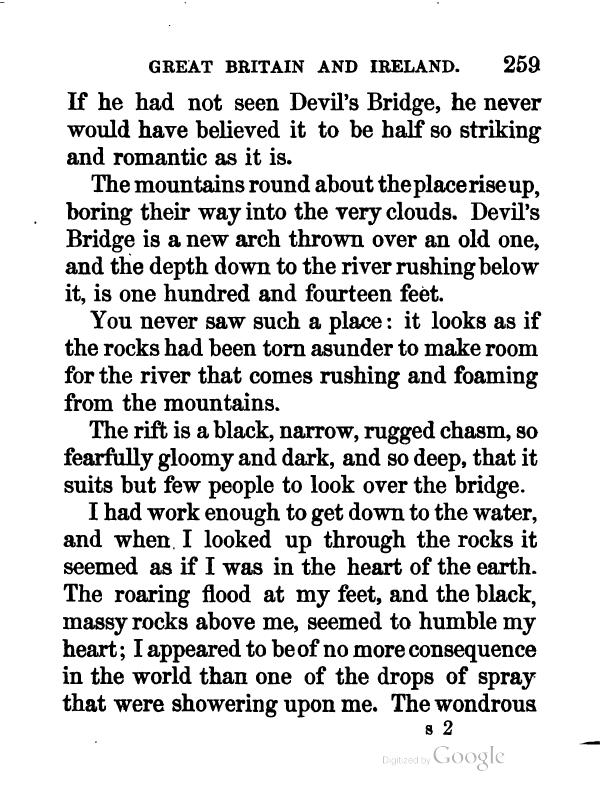 GREAT BRITAIN AND IRELAND. 259
If he had not seen Devil's Bridge, he never
would have believed it to be half so striking
and romantic as it is.
The mountains round about the place rise up,
boring their way into the very clouds. Devil's
Bridge is a new arch thrown over an old one,
and the depth down to the river rushing below
it, is one hundred and fourteen feet.
You never saw such a place: it looks as if
the rocks had been torn asunder to make room
for the river that comes rushing and foaming
from the mountains.
The rift is a black, narrow, rugged chasm, so
fearfully gloomy and dark, and so deep, that it
suits but few people to look over the bridge.
I had work enough to get down to the water,
and when I looked up through the rocks it
seemed as if I was in the heart of the earth.
The roaring flood at my feet, and the black,
massy rocks above me, seemed to humble my
heart; I appeared to be of no more consequence
in the world than one of the drops of spray
that were showering upon me. The wondrous
s 2
Digitized by Google